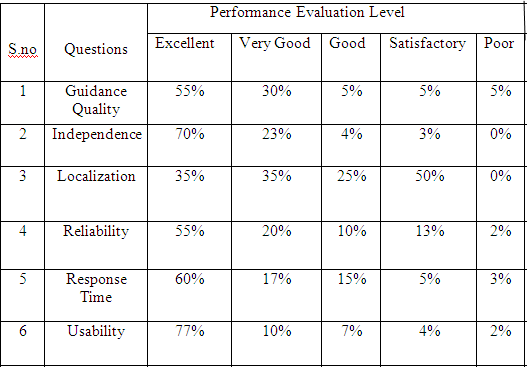 Performance Evaluation Level
S.no Questions Excellent Very Good Good Satisfactory Poor
1 Guidance Quality 55% 30% 5% 5% 5%
2 Independence 70% 23% 4% 3% 0%
3 Localization 35% 35% 25% 50% 0%
4 Reliability 55% 20% 10% 13% 2%
5 Response Time 60% 17% 15% 5% 3%
6 Usability 77% 10% 7% 4% 2%